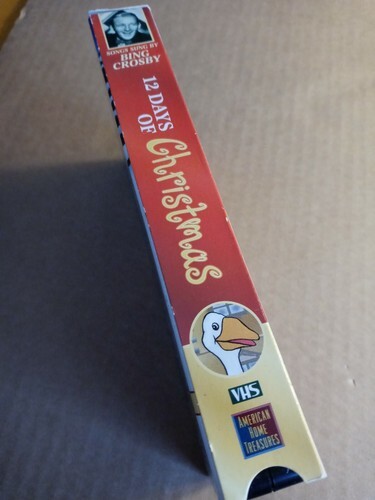 SONGS SUNG BY
BING
CROSBY
12 DAYS
OF
Christmas
VHS
AMERICAN
HOME
TREASURES